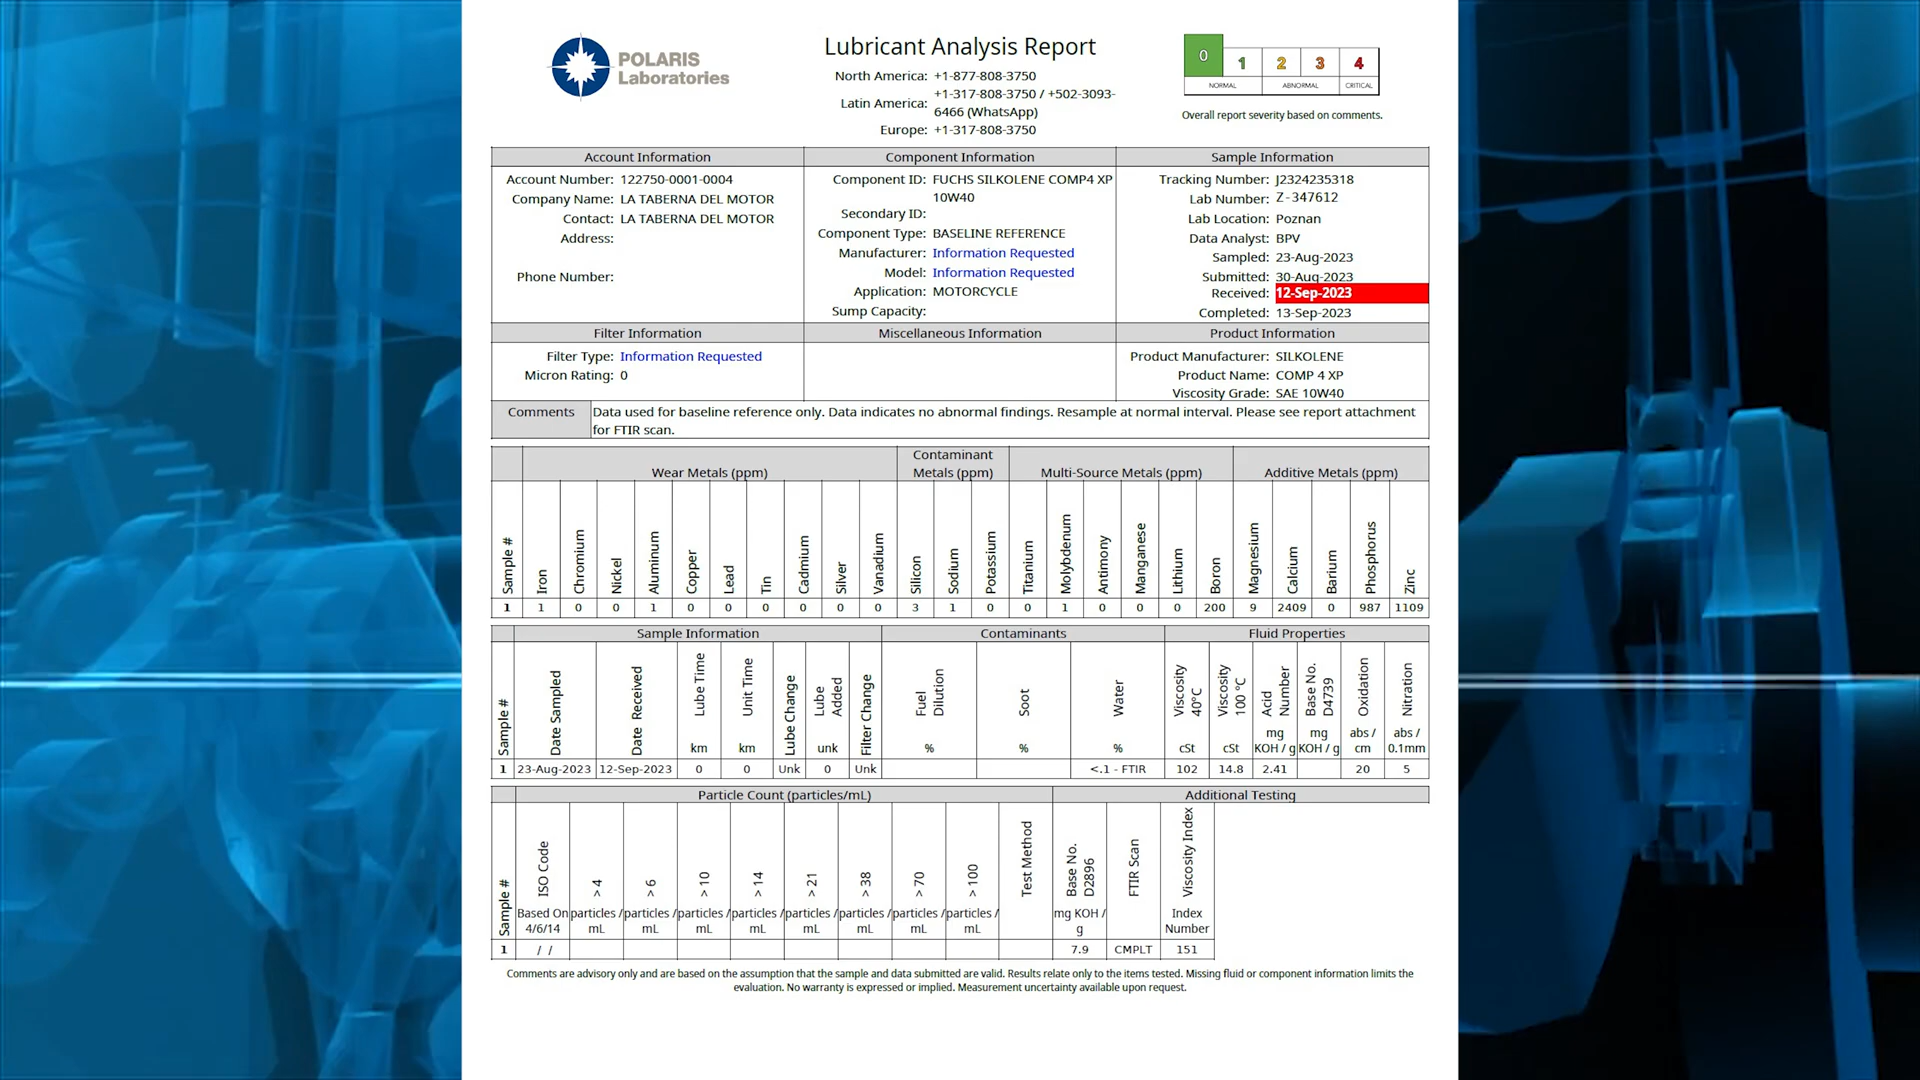 POLARIS
Laboratories
Lubricant Analysis Report
North America: +1-877-808-3750
Latin America: +1-317-808-3750 / +502-3093-
6466 (WhatsApp)
Europe: +1-317-808-3750
0 1 2 3 4
NORMAL ABNORMAL CRITICAL
Overall report severity based on comments.
Account Information
Account Number: 122750-0001-0004
Company Name: LA TABERNA DEL MOTOR
Contact: LA TABERNA DEL MOTOR
Address:
Phone Number:
Component Information
Component ID: FUCHS SILKOLENE COMP4 XP
10W40
Secondary ID:
Component Type: BASELINE REFERENCE
Manufacturer: Information Requested
Model: Information Requested
Application: MOTORCYCLE
Sump Capacity:
Sample Information
Tracking Number: J2324235318
Lab Number: Z-347612
Lab Location: Poznan
Data Analyst: BPV
Sampled: 23-Aug-2023
Submitted: 30-Aug-2023
Received: 12-Sep-2023
Completed: 13-Sep-2023
Filter Information
Filter Type: Information Requested
Micron Rating: 0
Miscellaneous Information
Product Information
Product Manufacturer: SILKOLENE
Product Name: COMP 4 XP
Viscosity Grade: SAE 10W40
Comments
Data used for baseline reference only. Data indicates no abnormal findings. Resample at normal interval. Please see report attachment
for FTIR scan.
Wear Metals (ppm)
Contaminant
Metals (ppm)
Multi-Source Metals (ppm)
Additive Metals (ppm)
Sample # Iron Chromium Nickel Aluminum Copper Lead Tin Cadmium Silver Vanadium Silicon Sodium Potassium Titanium Molybdenum Antimony Manganese Lithium Boron Magnesium Calcium Barium Phosphorus Zinc
1 1 0 0 1 0 0 0 0 0 0 3 1 0 0 1 0 0 0 200 9 2409 0 987 1109
Sample Information Contaminants Fluid Properties
Sample # Date Sampled Date Received Lube Time Unit Time Lube Change Lube Added Filter Change Fuel Dilution Soot Water Viscosity 40°C Viscosity 100 °C Acid Number Base No. D4739 Oxidation Nitration
km km unk % % % cSt cSt mg KOH / g mg KOH / g abs / cm abs / 0.1mm
1 23-Aug-2023 12-Sep-2023 0 0 Unk 0 Unk <.1 - FTIR 102 14.8 2.41 20 5
Particle Count (particles/mL) Additional Testing
Sample # ISO Code > 4 > 6 > 10 > 14 > 21 > 38 > 70 > 100 Test Method Base No. D2896 FTIR Scan Viscosity Index
Based On particles / particles / particles / particles / particles / particles / particles / particles / mg KOH / Index
4/6/14 mL mL mL mL mL mL mL mL g Number
1 / / 7.9 CMPLT 151
Comments are advisory only and are based on the assumption that the sample and data submitted are valid. Results relate only to the items tested. Missing fluid or component information limits the
evaluation. No warranty is expressed or implied. Measurement uncertainty available upon request.